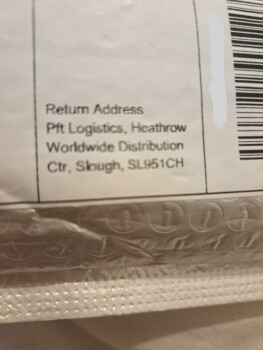 Return Address
Pft Logistics, Heathrow
Worldwide Distribution
Ctr, Slough, SL951CH